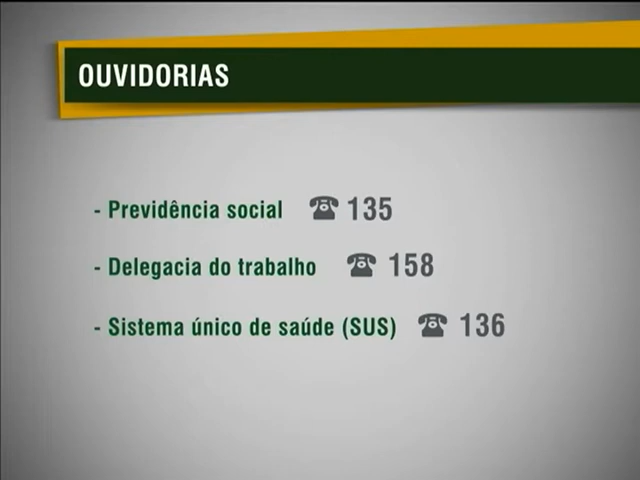 OUVIDORIAS
- Previdência social ☎ 135
- Delegacia do trabalho ☎ 158
- Sistema único de saúde (SUS) ☎ 136